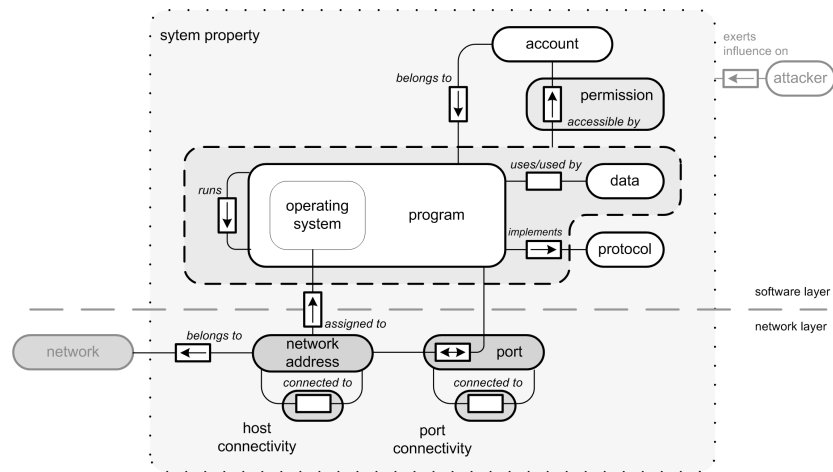 sytem property
account
exerts
influence on
attacker
belongs to
permission
accessible by
uses/used by
data
runs
operating
system
program
implements
protocol
software layer
assigned to
network layer
belongs to
network
network
address
port
connected to
connected to
host
connectivity
port
connectivity